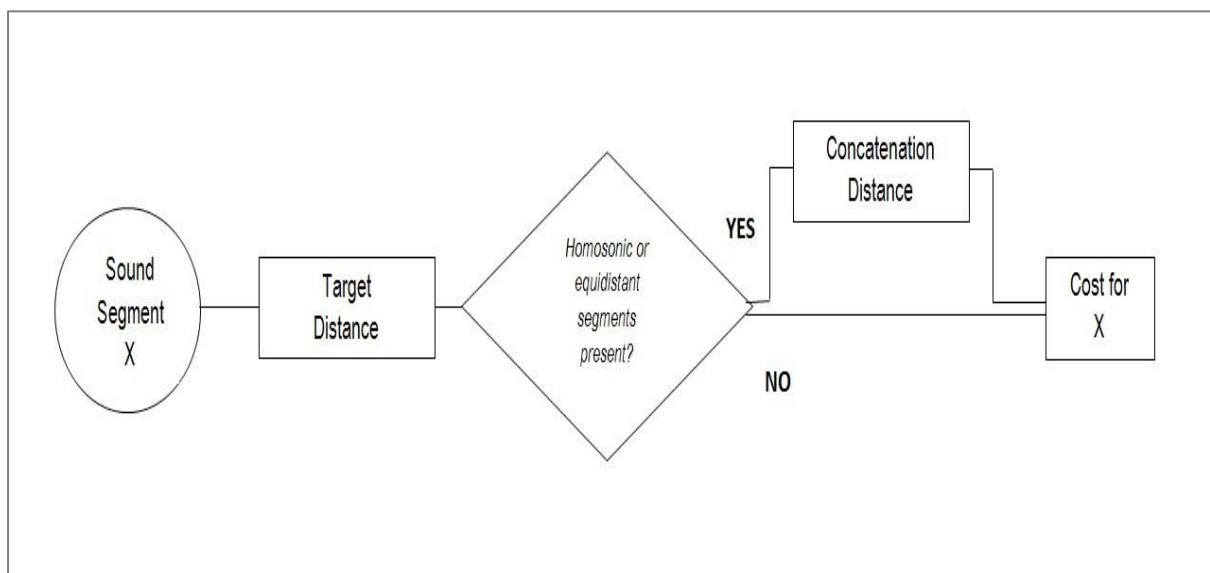 Sound
Segment
X
Target
Distance
Homosonic or
equidistant
segments
present?
YES
NO
Concatenation
Distance
Cost for
X